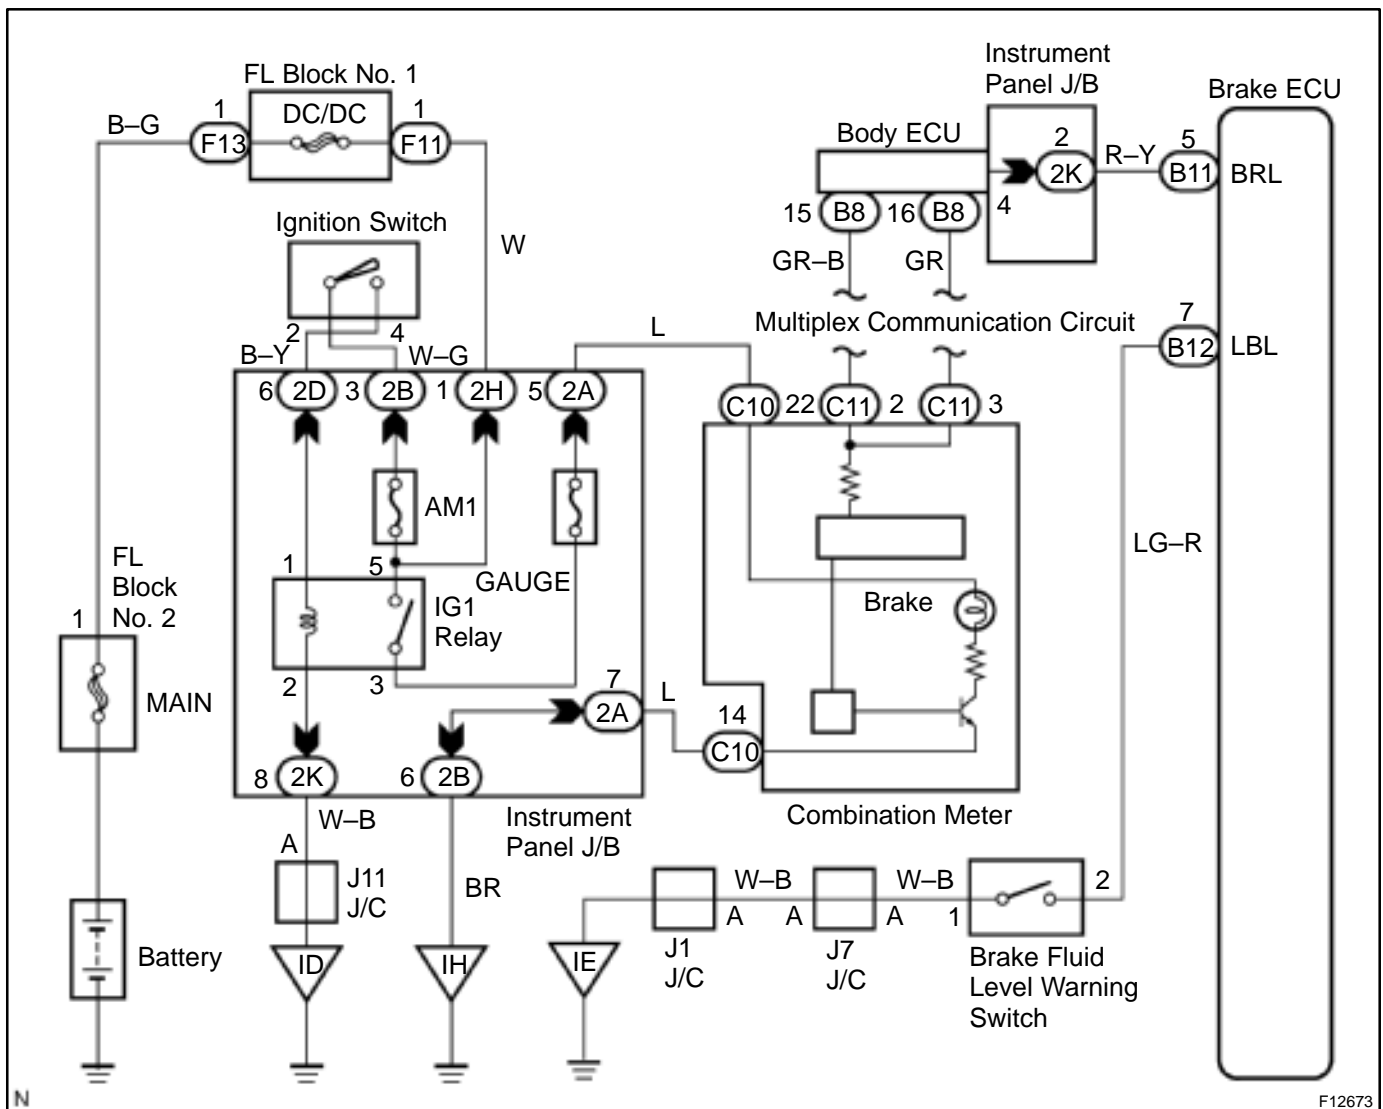 FL Block No. 1
DC/DC
1
F13
1
F11
B–G
W
Ignition Switch
2
4
B–Y
W–G
6
2D
3
2B
1
2H
5
2A
L
AM1
GAUGE
1
5
IG1
Relay
2
3
7
2A
L
8
2K
6
2B
Instrument
Panel J/B
W–B
A
J11
J/C
BR
ID
IH
IE
FL
Block
No. 2
1
MAIN
Battery
Instrument
Panel J/B
Body ECU
2
2K
4
R–Y
5
B11
BRL
Brake ECU
15
B8
16
B8
GR–B
GR
Multiplex Communication Circuit
7
B12
LBL
C10
22
C11
2
C11
3
Brake
14
C10
Combination Meter
LG–R
W–B
W–B
A
A
A
1
2
J1
J/C
J7
J/C
Brake Fluid
Level Warning
Switch
N
F12673